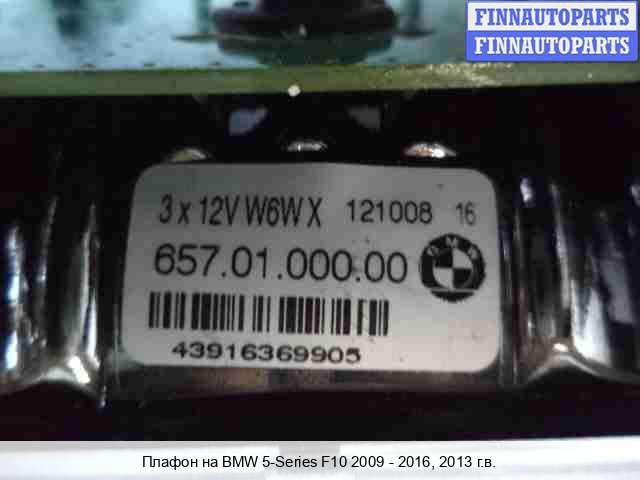 FINNAUTOPARTS
FINNAUTOPARTS
3 x 12V W6W X 121008 16
657.01.000.00
BMW
43916369905
Плафон на BMW 5-Series F10 2009 - 2016, 2013 г.в.